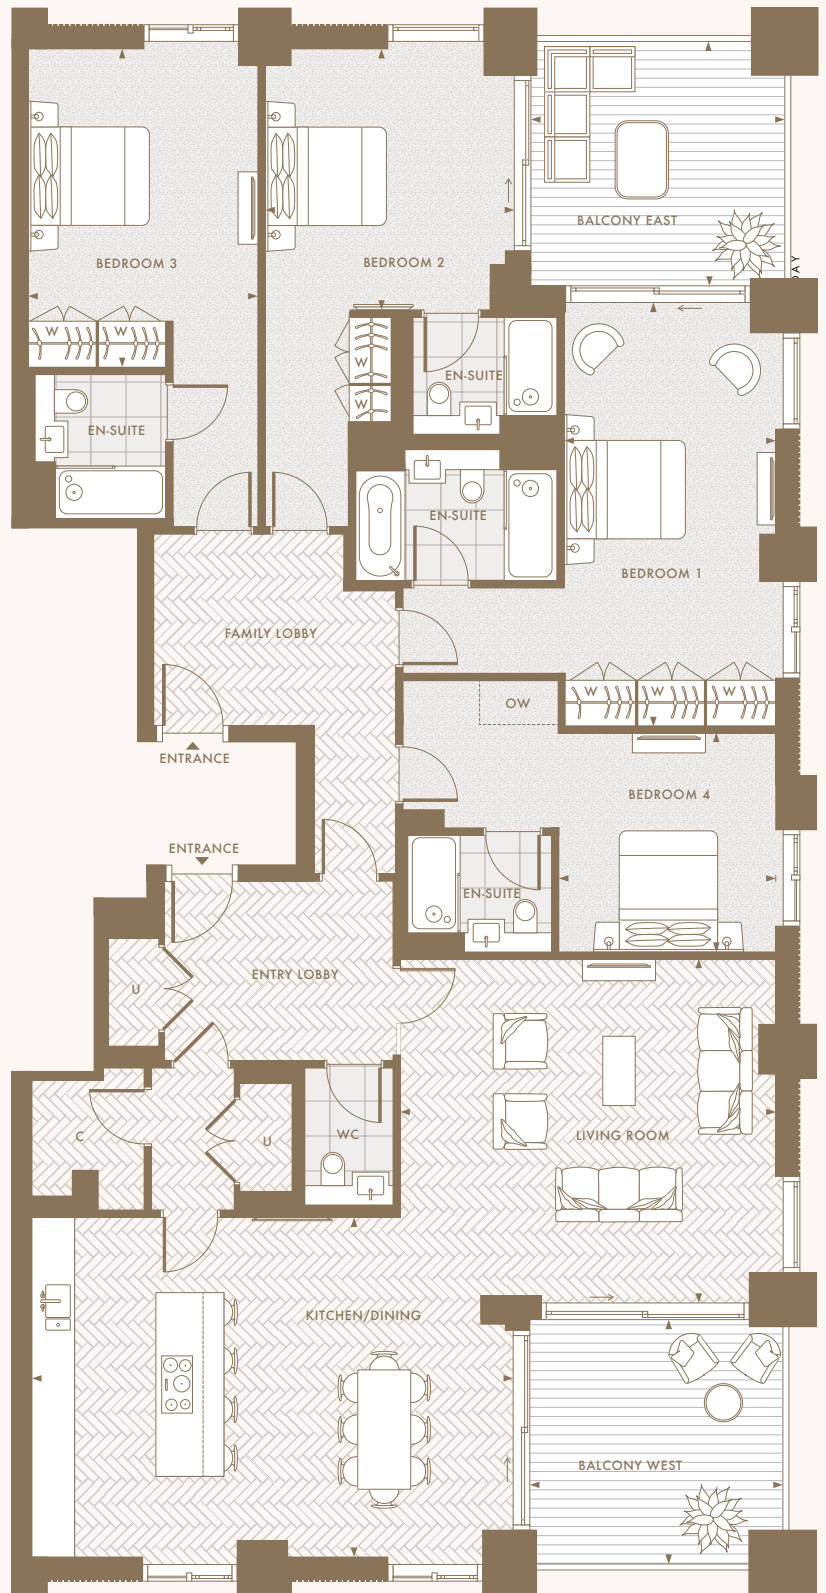 BALCONY EAST
BEDROOM 3
BEDROOM 2
W
W
W
W
EN-SUITE
EN-SUITE
EN-SUITE
BEDROOM 1
FAMILY LOBBY
W
W
W
OW
ENTRANCE
BEDROOM 4
ENTRANCE
EN-SUITE
ENTRY LOBBY
U
C
U
WC
LIVING ROOM
KITCHEN/DINING
BALCONY WEST